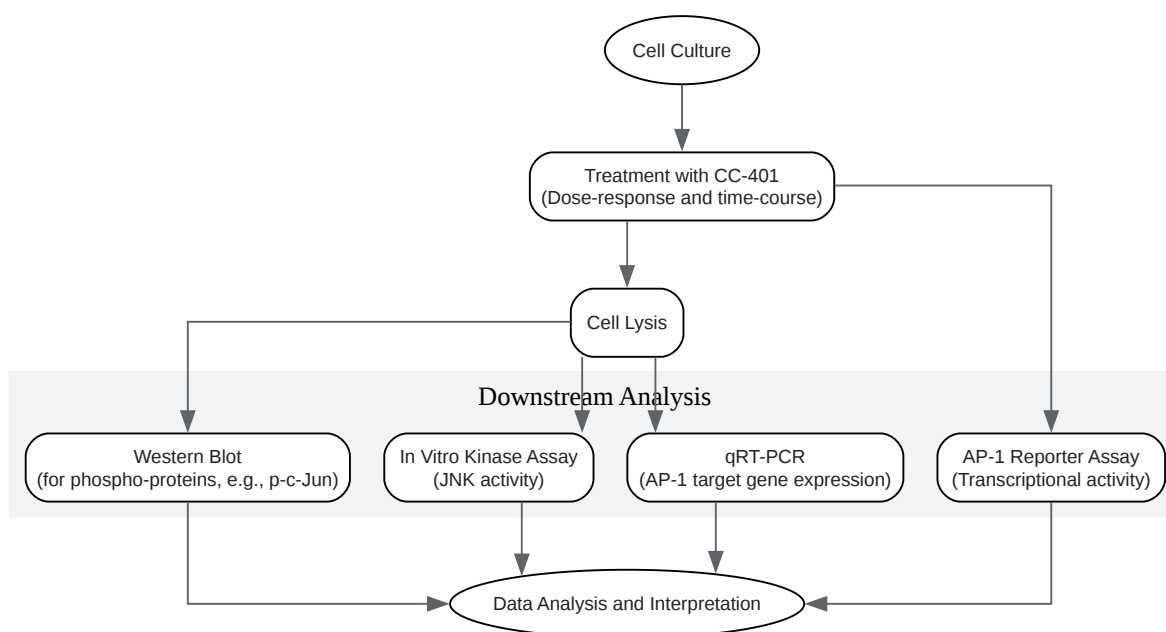 Cell Culture
Treatment with CC-401
(Dose-response and time-course)
Cell Lysis
Downstream Analysis
Western Blot
(for phospho-proteins, e.g., p-c-Jun)
In Vitro Kinase Assay
(JNK activity)
qRT-PCR
(AP-1 target gene expression)
AP-1 Reporter Assay
(Transcriptional activity)
Data Analysis and Interpretation